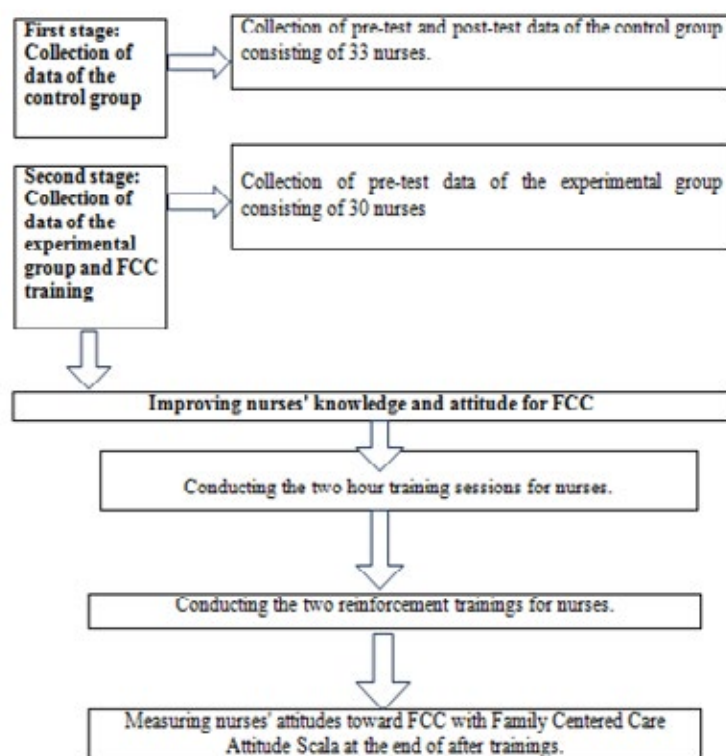 First stage:
Collection of
data of the
control group
Collection of pre-test and post-test data of the control group
consisting of 33 nurses.
Second stage:
Collection of
data of the
experimental
group and FCC
training
Collection of pre-test data of the experimental group
consisting of 30 nurses
Improving nurses' knowledge and attitude for FCC
Conducting the two hour training sessions for nurses.
Conducting the two reinforcement trainings for nurses.
Measuring nurses' attitudes toward FCC with Family Centered Care
Attitude Scala at the end of after trainings.